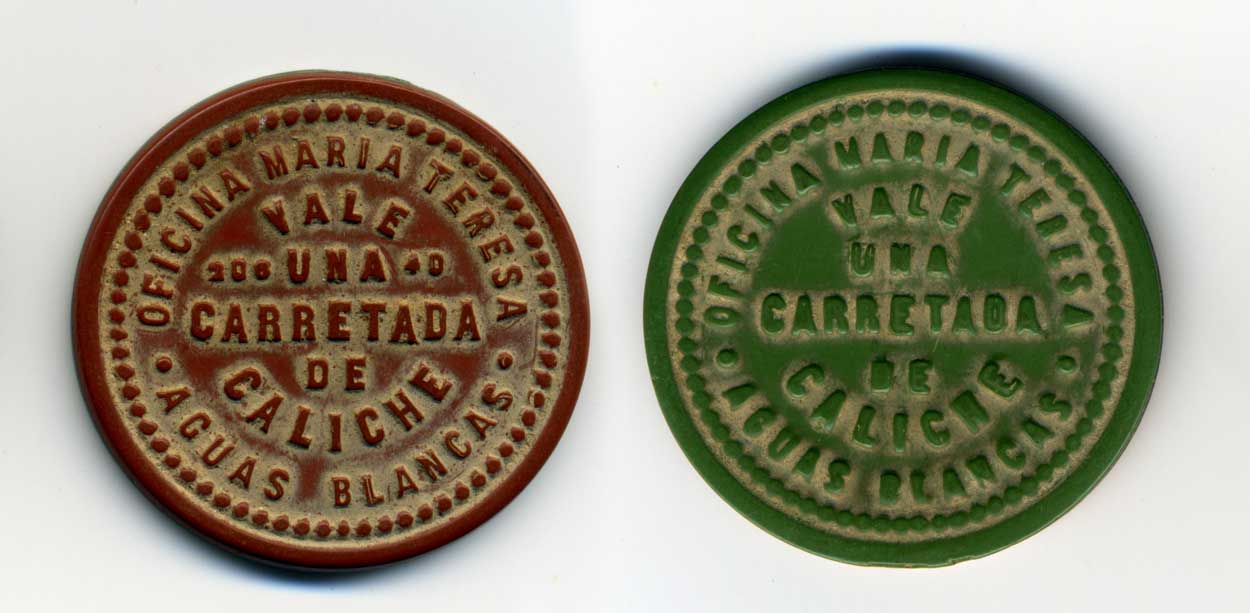 OFICINA MARIA TERESA
VALE
208 UNA 40
CARRETADA
DE
CALICHE
AGUAS BLANCAS
OFICINA MARIA TERESA
VALE
UNA
CARRETADA
DE
CALICHE
AGUAS BLANCAS